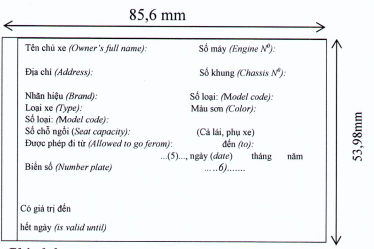 85,6 mm
Tên chủ xe (Owner's full name): Số máy (Engine Nº):
Địa chỉ (Address): Số khung (Chassis Nº):
Nhãn hiệu (Brand): Số loại: (Model code):
Loại xe (Type): Màu sơn (Color):
Số loại: (Model code):
Số chỗ ngồi (Seat capacity): (Cả lái, phụ xe)
Được phép đi từ (Allowed to go ferom): đến (to):
...(5)..., ngày (date) tháng năm
Biển số (Number plate) .....6).......
Có giá trị đến
hết ngày (is valid until)
53,98mm